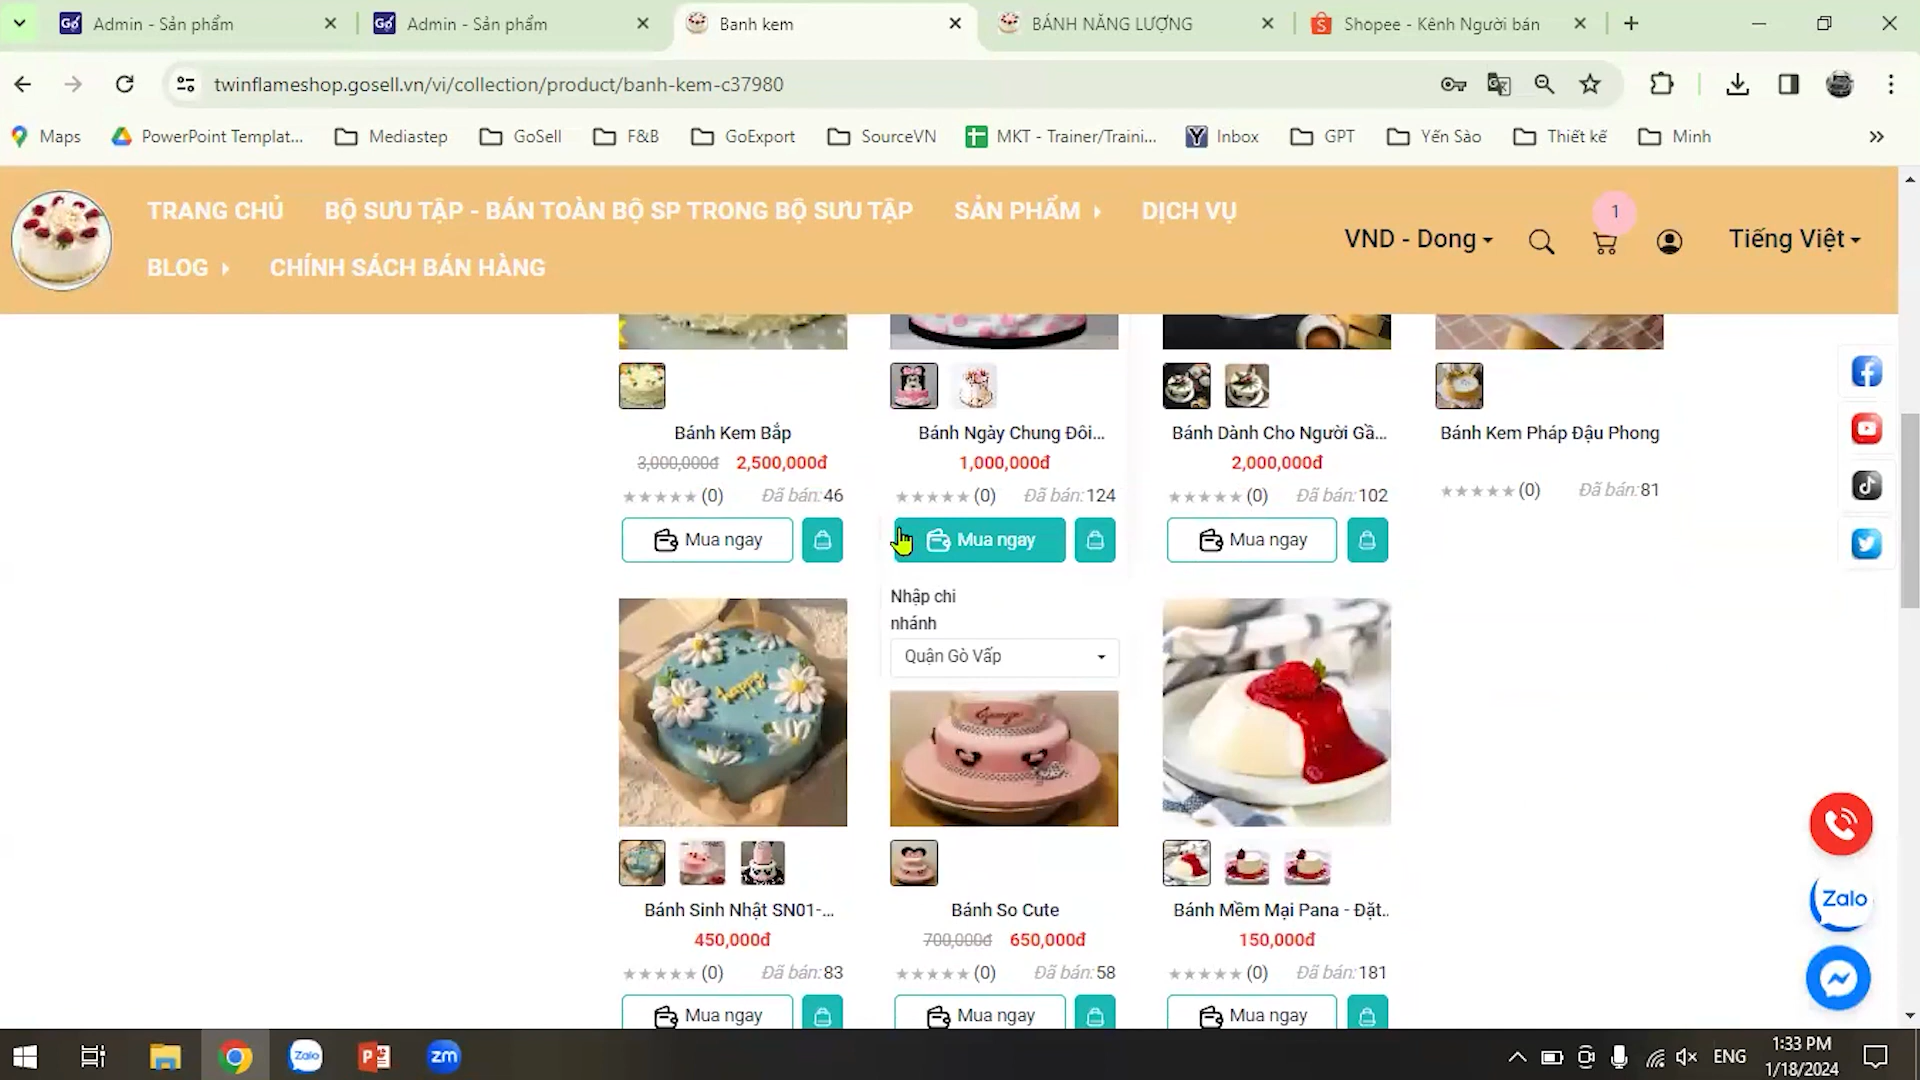 Admin - Sản phẩm
Admin - Sản phẩm
Banh kem
BÁNH NĂNG LƯỢNG
Shopee - Kênh Người bán
twinflameshop.gosell.vn/vi/collection/product/banh-kem-c37980
Maps
PowerPoint Templat...
Mediastep
GoSell
F&B
GoExport
SourceVN
MKT - Trainer/Traini...
Inbox
GPT
Yến Sào
Thiết kế
Minh
TRANG CHỦ
BỘ SƯU TẬP - BÁN TOÀN BỘ SP TRONG BỘ SƯU TẬP
SẢN PHẨM
DỊCH VỤ
BLOG
CHÍNH SÁCH BÁN HÀNG
VND - Dong
1
Tiếng Việt
Bánh Kem Bắp
3,000,000đ 2,500,000đ
(0) Đã bán: 46
Mua ngay
Bánh Ngày Chung Đôi...
1,000,000đ
(0) Đã bán: 124
Mua ngay
Nhập chi
nhánh
Quận Gò Vấp
Bánh Dành Cho Người Gầ...
2,000,000đ
(0) Đã bán: 102
Mua ngay
Bánh Kem Pháp Đậu Phong
(0) Đã bán: 81
happy
Bánh Sinh Nhật SN01-...
450,000đ
(0) Đã bán: 83
Mua ngay
Bánh So Cute
700,000đ 650,000đ
(0) Đã bán: 58
Mua ngay
Bánh Mềm Mại Pana - Đặt..
150,000đ
(0) Đã bán: 181
Mua ngay
Zalo
Zalo
zm
ENG
1:33 PM
1/18/2024